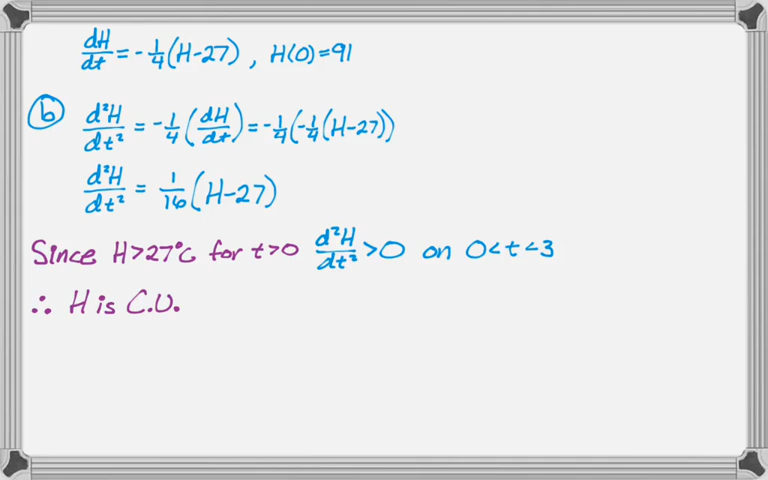 dH/dt = -1/4(H-27), H(0)=91
(b) d²H/dt² = -1/4(dH/dt) = -1/4(-1/4(H-27))
d²H/dt² = 1/16(H-27)
Since H>27°C for t>0 d²H/dt²>0 on 0<t<3
∴ H is C.U.